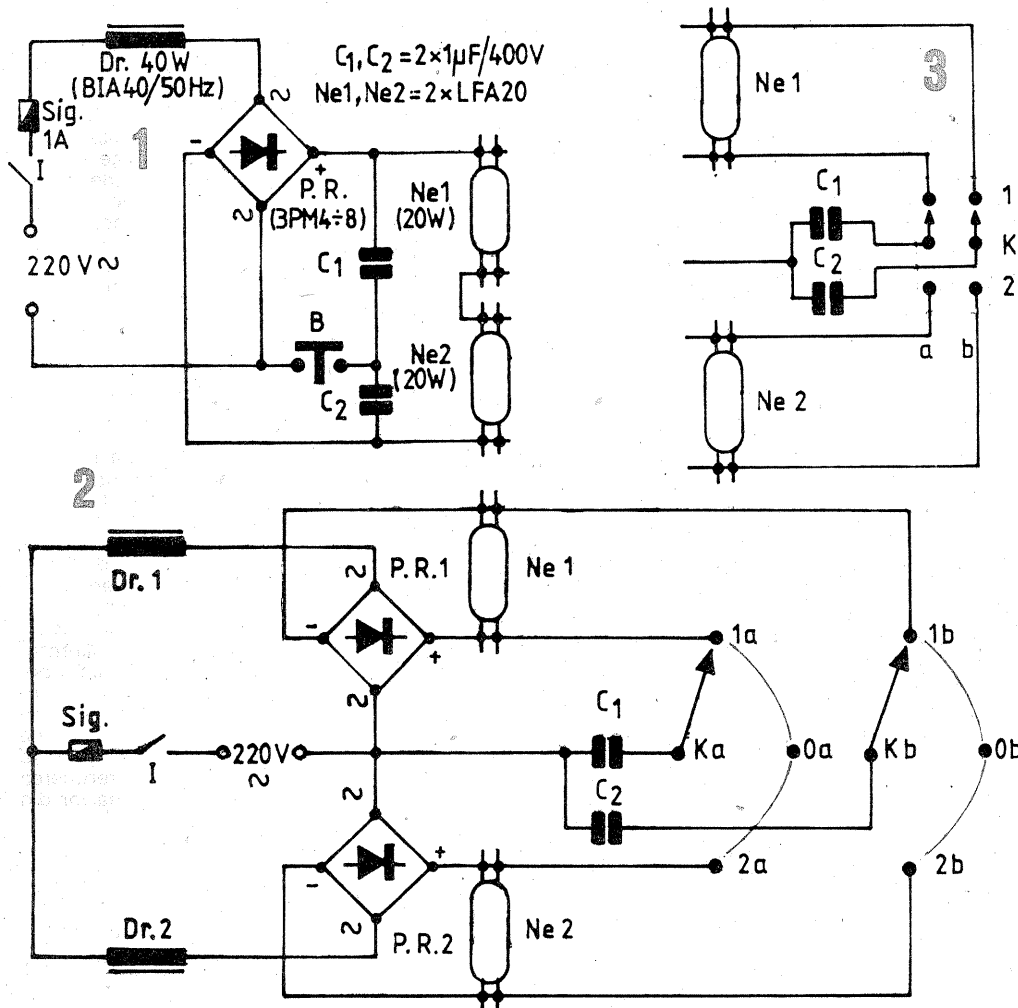 Dr. 40W
(BIA40/50Hz)
Sig.
1A
I
220V ~
1
~
-
+
~
P.R.
(3PM4÷8)
C1, C2 = 2×1µF/400V
Ne1, Ne2 = 2×LFA20
C1
B
C2
Ne1
(20W)
Ne2
(20W)
3
Ne 1
C1
C2
1
K
2
a b
Ne 2
2
Dr. 1
~
P.R.1
-
+
~
Ne 1
1a
1b
Sig.
I
220V
~
C1
Ka
0a
Kb
0b
C2
~
-
+
2a
2b
~
Dr. 2
P.R.2
Ne 2